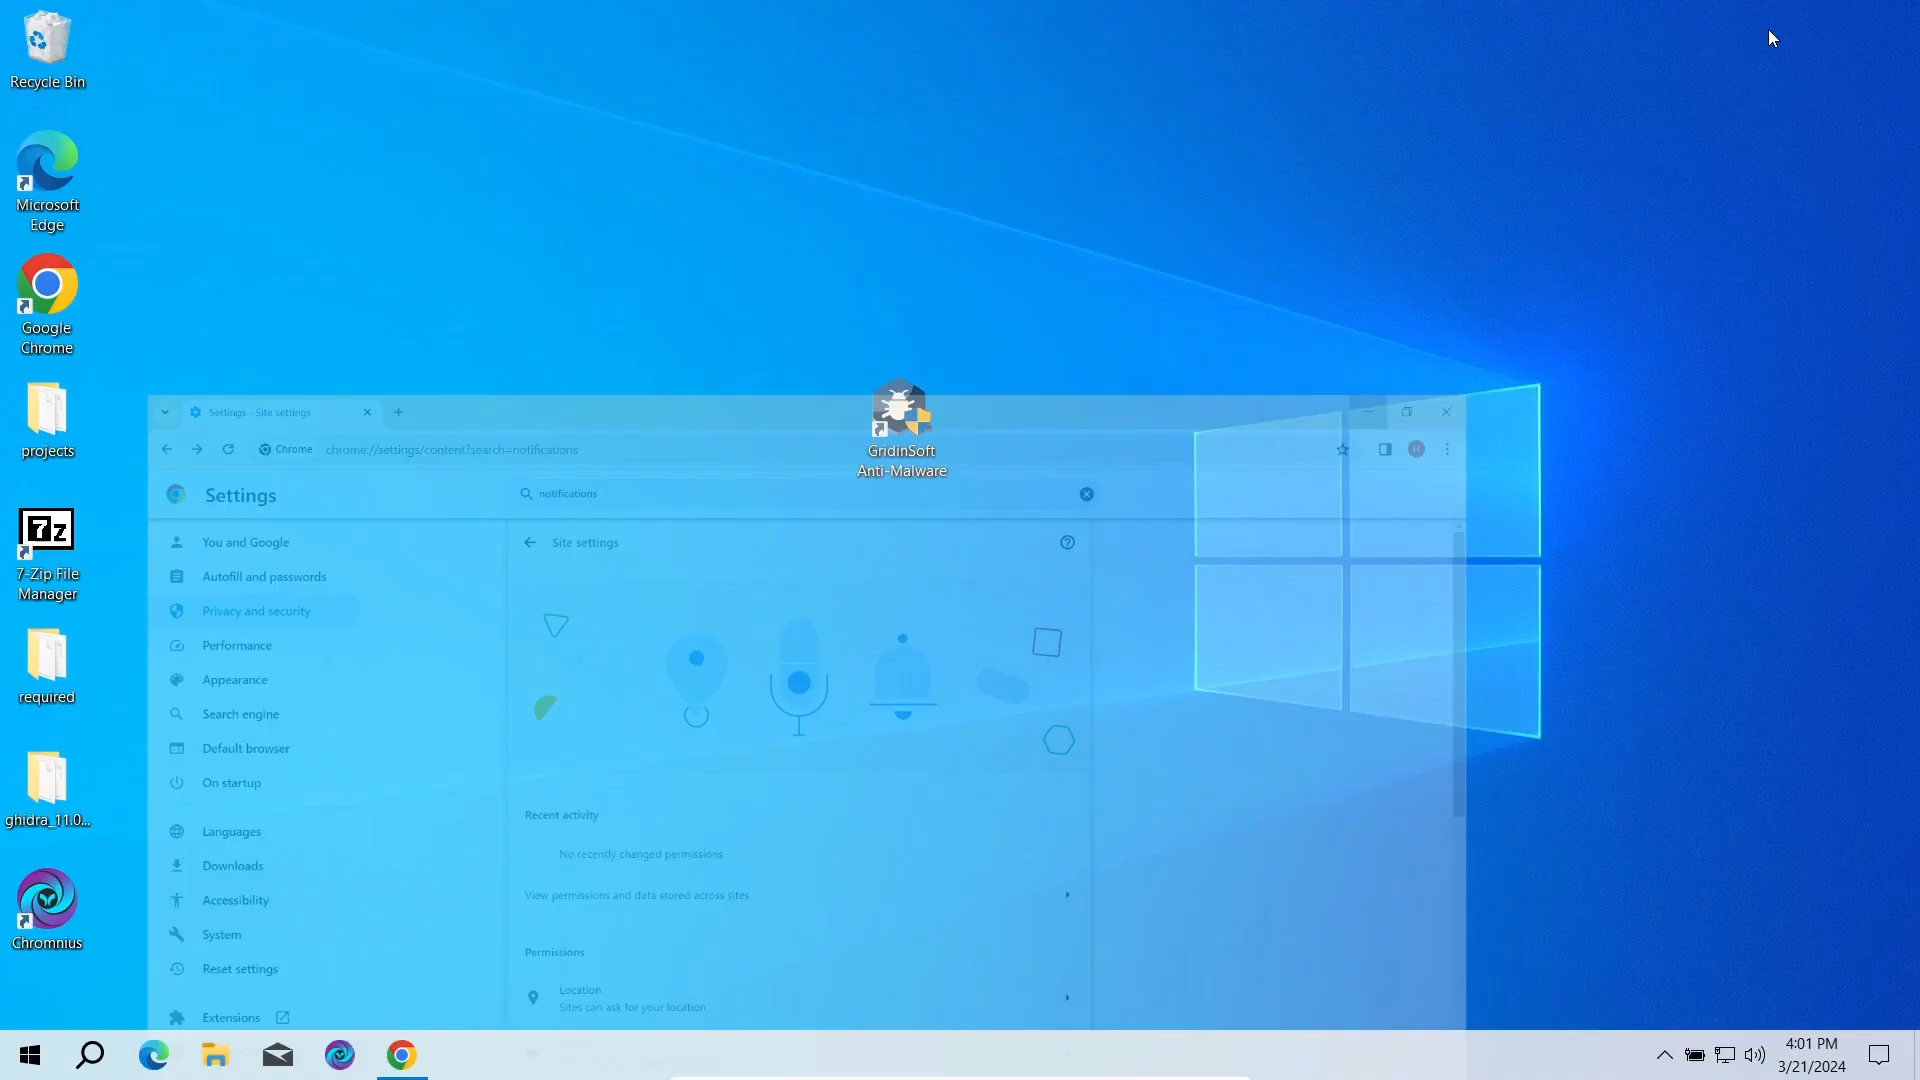 Recycle Bin
Microsoft
Edge
Google
Chrome
projects
7-Zip File
Manager
required
ghidra_11.0...
Chromnius
GridinSoft
Anti-Malware
Settings - Site settings
Chrome
chrome://settings/content?search=notifications
Settings
notifications
You and Google
Autofill and passwords
Privacy and security
Performance
Appearance
Search engine
Default browser
On startup
Languages
Downloads
Accessibility
System
Reset settings
Extensions
Site settings
Recent activity
No recently changed permissions
View permissions and data stored across sites
Permissions
Location
Sites can ask for your location
4:01 PM
3/21/2024